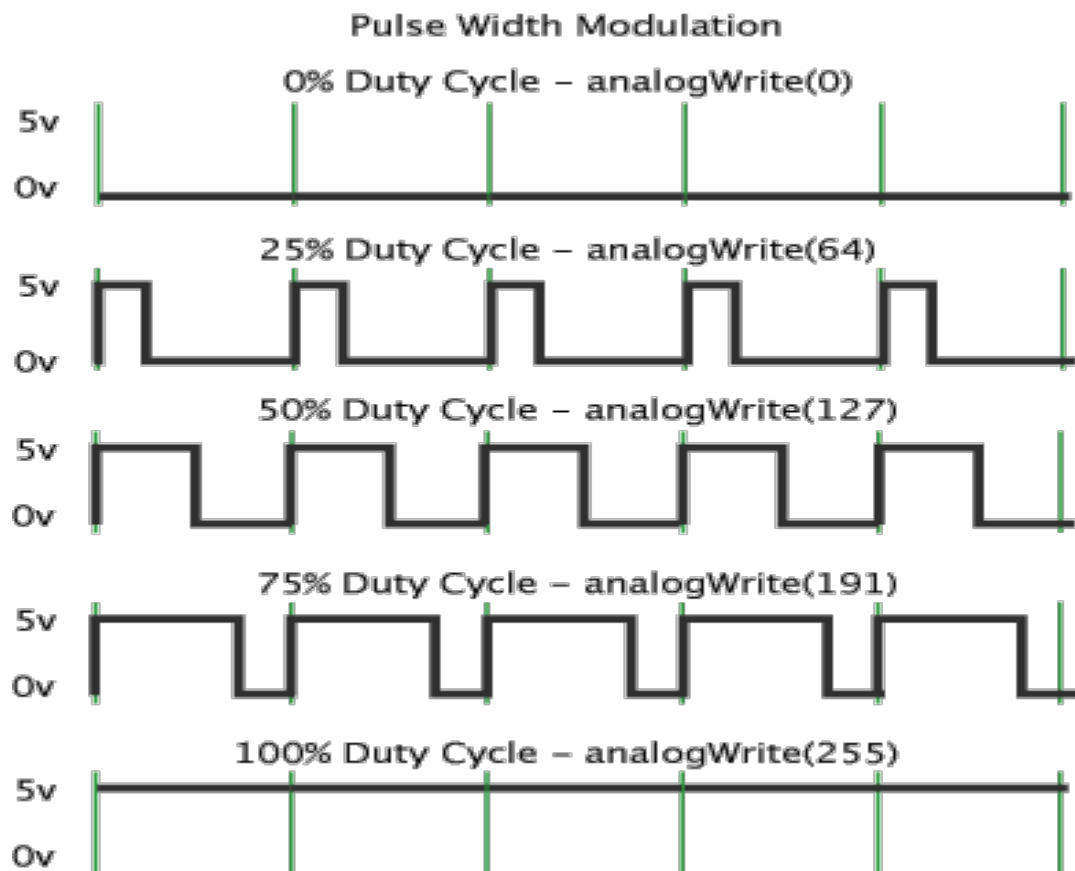 Pulse Width Modulation
0% Duty Cycle – analogWrite(0)
5v
0v
25% Duty Cycle – analogWrite(64)
5v
0v
50% Duty Cycle – analogWrite(127)
5v
0v
75% Duty Cycle – analogWrite(191)
5v
0v
100% Duty Cycle – analogWrite(255)
5v
0v